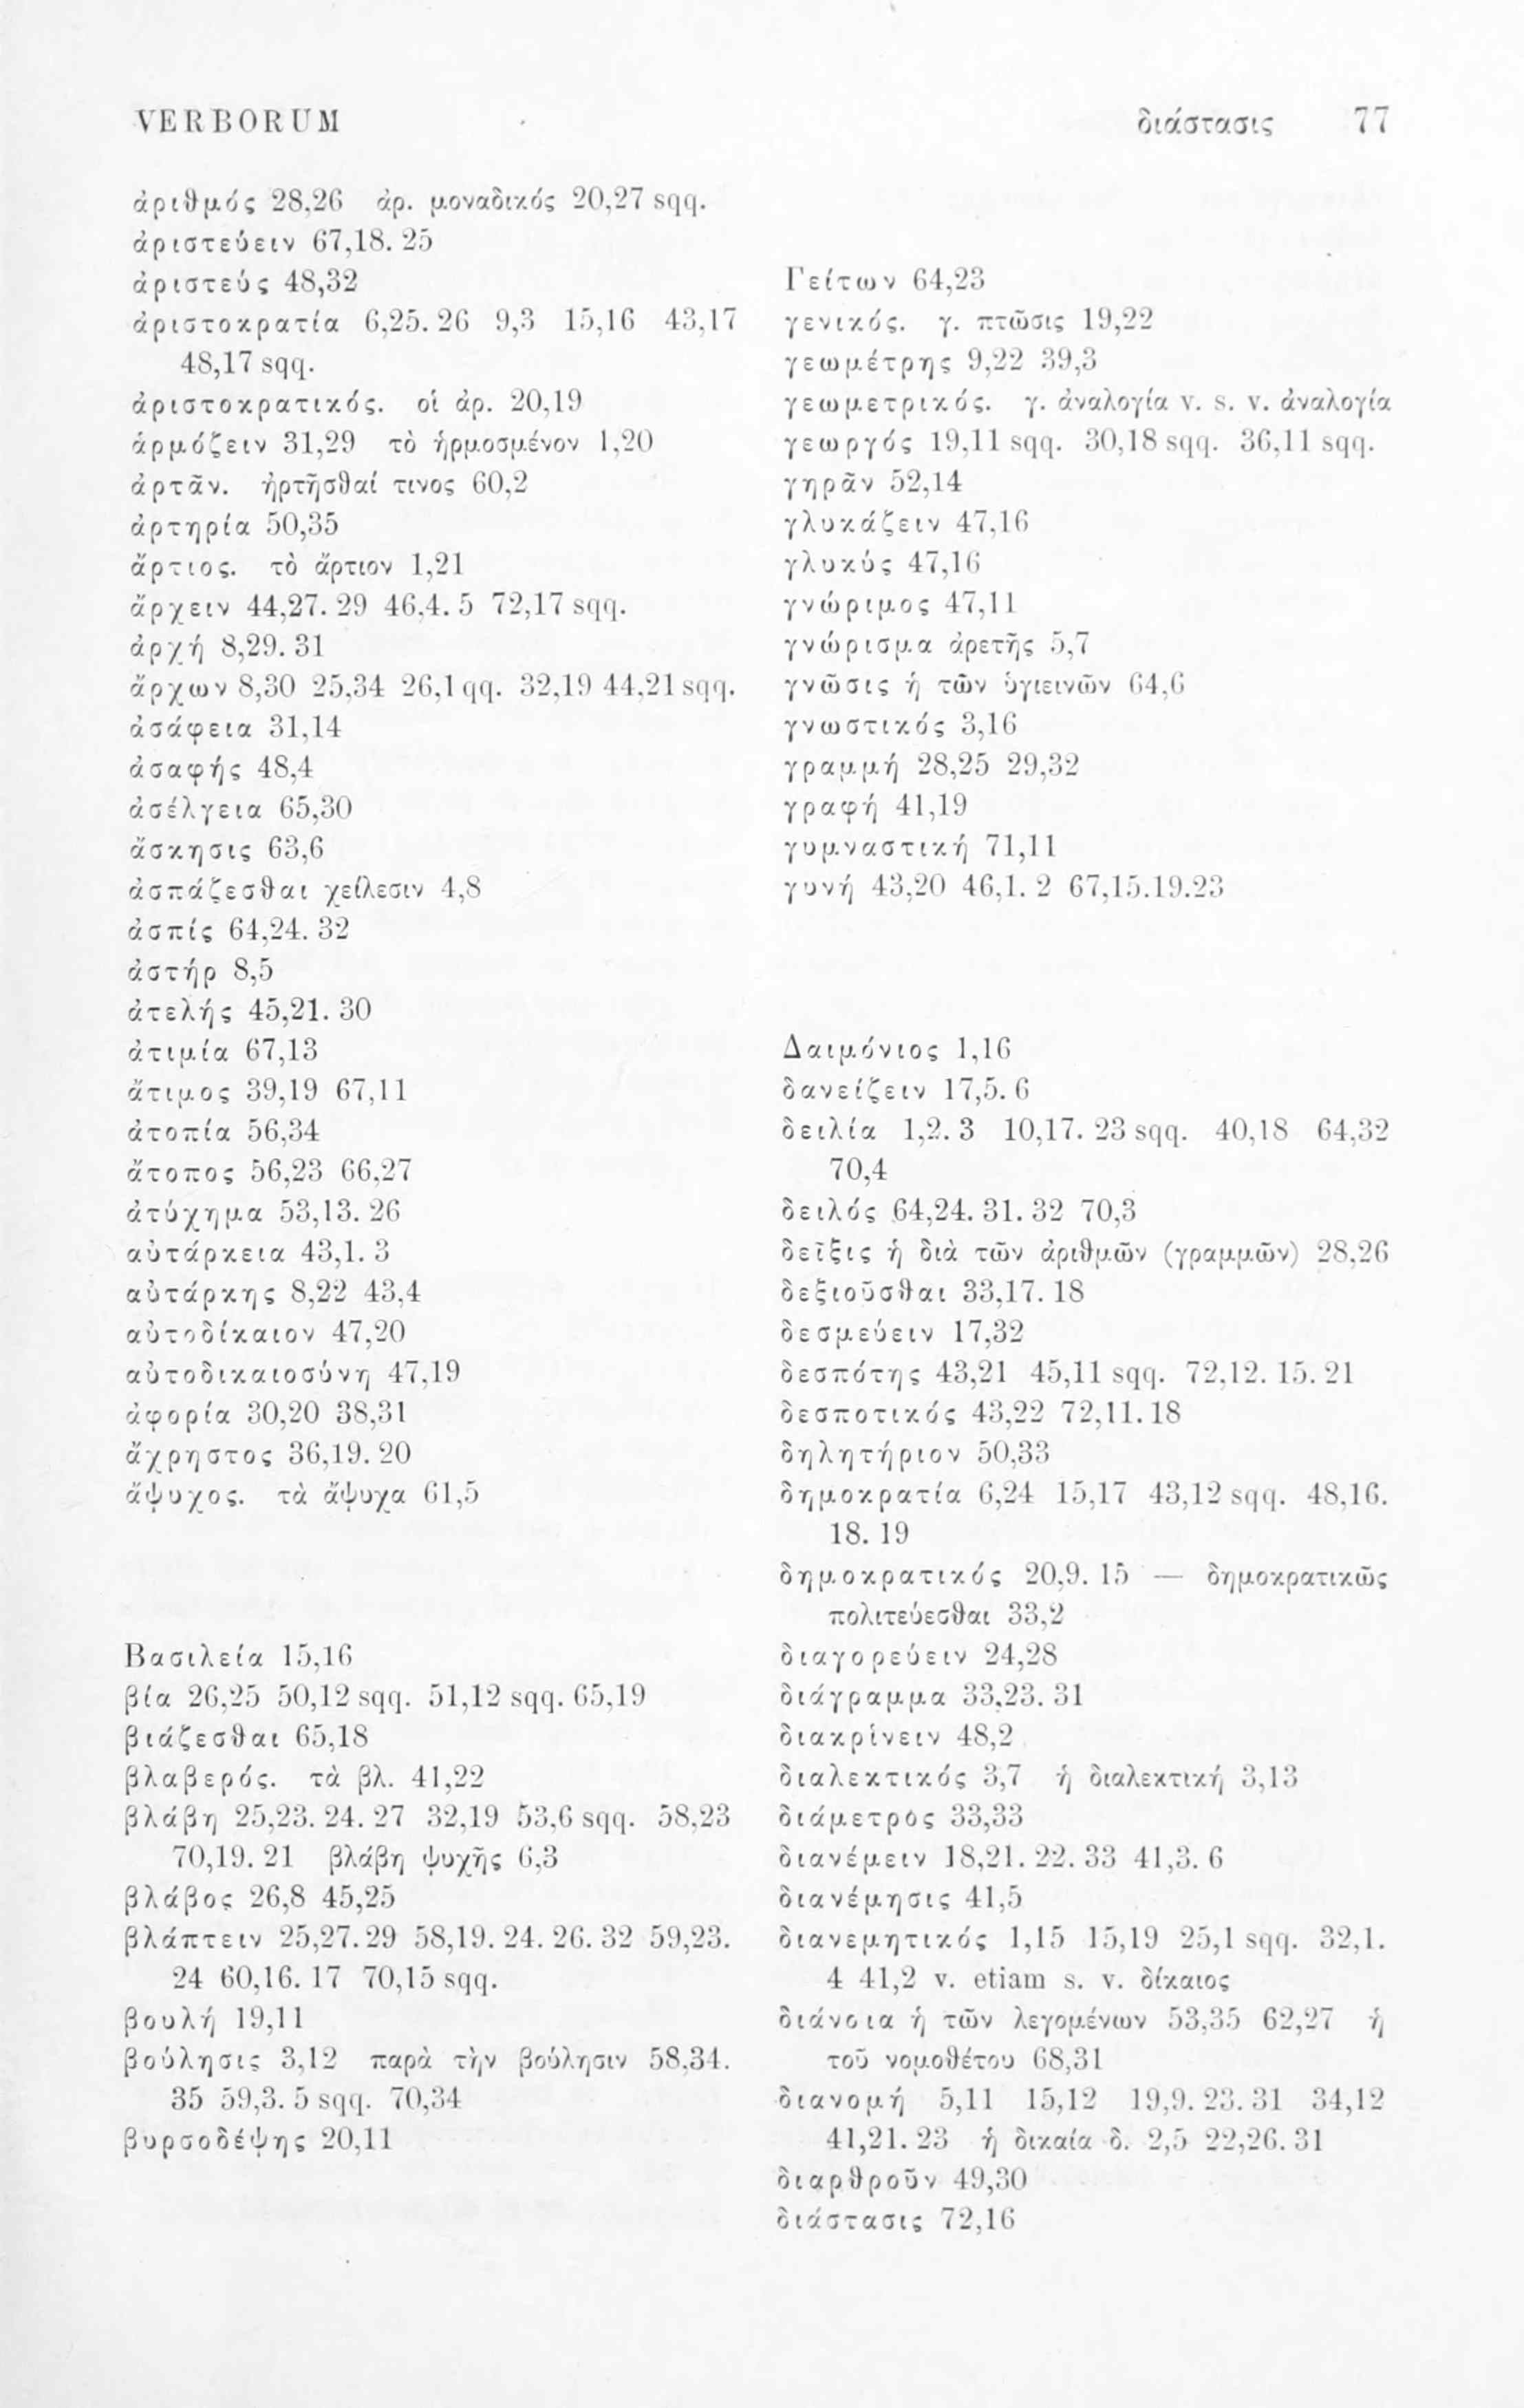 VERBORUM διάστασις 77
ἀριθμός 28,26 ἀρ. μοναδικός 20,27 sqq.
ἀριστεύειν 67,18. 25
ἀριστεύς 48,32
ἀριστοκρατία 6,25. 26 9,3 15,16 43,17
48,17 sqq.
ἀριστοκρατικός. οἱ ἀρ. 20,19
ἁρμόζειν 31,29 τὸ ἡρμοσμένον 1,20
ἀρτᾶν. ἠρτῆσθαί τινος 60,2
ἀρτηρία 50,35
ἄρτιος. τὸ ἄρτιον 1,21
ἄρχειν 44,27. 29 46,4. 5 72,17 sqq.
ἀρχή 8,29. 31
ἄρχων 8,30 25,34 26,1 qq. 32,19 44,21 sqq.
ἀσάφεια 31,14
ἀσαφής 48,4
ἀσέλγεια 65,30
ἄσκησις 63,6
ἀσπάζεσθαι χείλεσιν 4,8
ἀσπίς 64,24. 32
ἀστήρ 8,5
ἀτελής 45,21. 30
ἀτιμία 67,13
ἄτιμος 39,19 67,11
ἀτοπία 56,34
ἄτοπος 56,23 66,27
ἀτύχημα 53,13. 26
αὐτάρκεια 43,1. 3
αὐτάρκης 8,22 43,4
αὐτοδίκαιον 47,20
αὐτοδικαιοσύνη 47,19
ἀφορία 30,20 38,31
ἄχρηστος 36,19. 20
ἄψυχος. τὰ ἄψυχα 61,5
Βασιλεία 15,16
βία 26,25 50,12 sqq. 51,12 sqq. 65,19
βιάζεσθαι 65,18
βλαβερός. τὰ βλ. 41,22
βλάβη 25,23. 24. 27 32,19 53,6 sqq. 58,23
70,19. 21 βλάβη ψυχῆς 6,3
βλάβος 26,8 45,25
βλάπτειν 25,27. 29 58,19. 24. 26. 32 59,23.
24 60,16. 17 70,15 sqq.
βουλή 19,11
βούλησις 3,12 παρὰ τὴν βούλησιν 58,34.
35 59,3. 5 sqq. 70,34
βυρσοδέψης 20,11
Γείτων 64,23
γενικός. γ. πτῶσις 19,22
γεωμέτρης 9,22 39,3
γεωμετρικός. γ. ἀναλογία v. s. v. ἀναλογία
γεωργός 19,11 sqq. 30,18 sqq. 36,11 sqq.
γηρᾶν 52,14
γλυκάζειν 47,16
γλυκύς 47,16
γνώριμος 47,11
γνώρισμα ἀρετῆς 5,7
γνῶσις ἡ τῶν ὑγιεινῶν 64,6
γνωστικός 3,16
γραμμή 28,25 29,32
γραφή 41,19
γυμναστική 71,11
γυνή 43,20 46,1. 2 67,15.19.23
Δαιμόνιος 1,16
δανείζειν 17,5. 6
δειλία 1,2. 3 10,17. 23 sqq. 40,18 64,32
70,4
δειλός 64,24. 31. 32 70,3
δεῖξις ἡ διὰ τῶν ἀριθμῶν (γραμμῶν) 28,26
δεξιοῦσθαι 33,17. 18
δεσμεύειν 17,32
δεσπότης 43,21 45,11 sqq. 72,12. 15. 21
δεσποτικός 43,22 72,11. 18
δηλητήριον 50,33
δημοκρατία 6,24 15,17 43,12 sqq. 48,16.
18. 19
δημοκρατικός 20,9. 15 — δημοκρατικῶς
πολιτεύεσθαι 33,2
διαγορεύειν 24,28
διάγραμμα 33,23. 31
διακρίνειν 48,2
διαλεκτικός 3,7 ἡ διαλεκτική 3,13
διάμετρος 33,33
διανέμειν 18,21. 22. 33 41,3. 6
διανέμησις 41,5
διανεμητικός 1,15 15,19 25,1 sqq. 32,1.
4 41,2 v. etiam s. v. δίκαιος
διάνοια ἡ τῶν λεγομένων 53,35 62,27 ἡ
τοῦ νομοθέτου 68,31
διανομή 5,11 15,12 19,9. 23. 31 34,12
41,21. 23 ἡ δικαία δ. 2,5 22,26. 31
διαρθροῦν 49,30
διάστασις 72,16